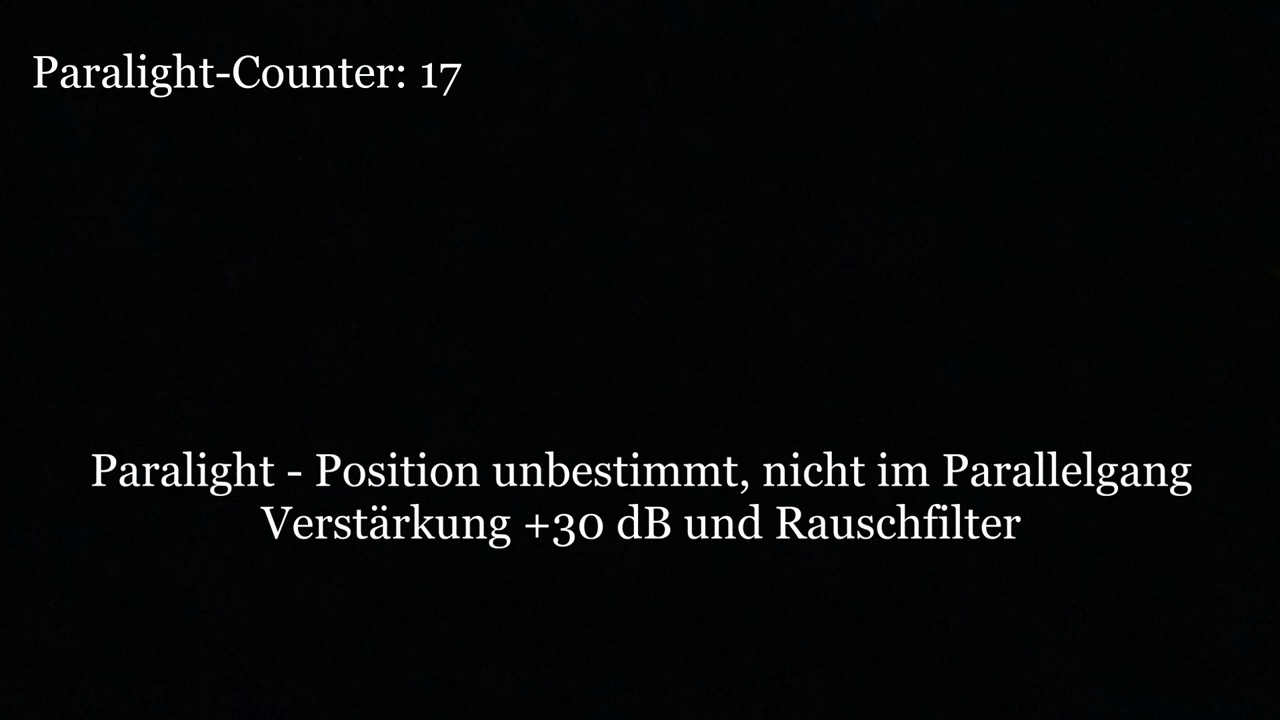 Paralight-Counter: 17
Paralight - Position unbestimmt, nicht im Parallelgang
Verstärkung +30 dB und Rauschfilter